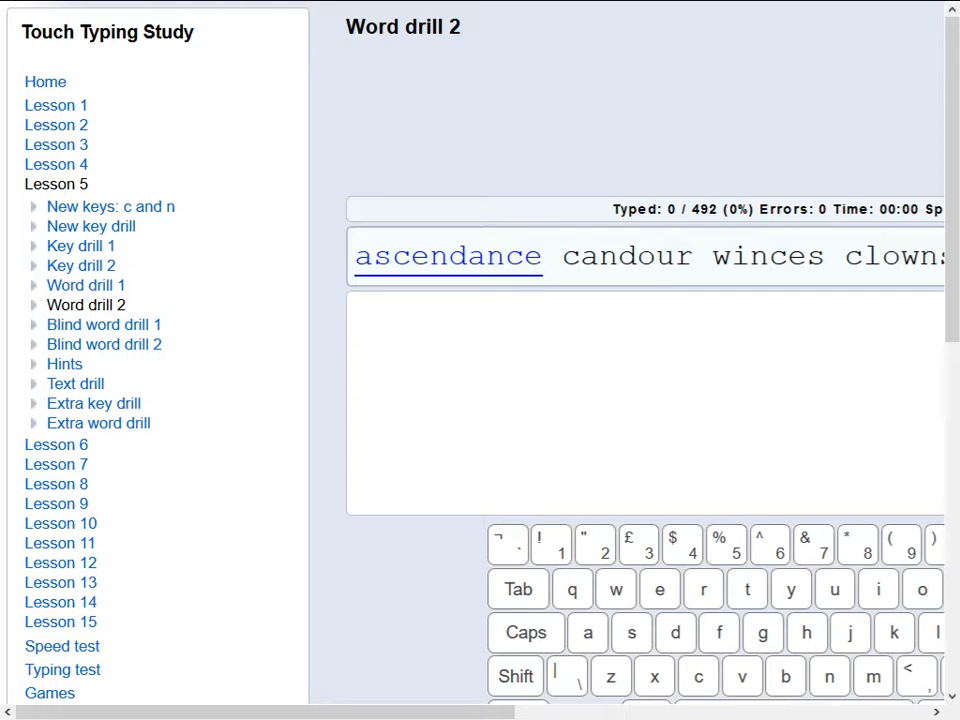 Touch Typing Study
Home
Lesson 1
Lesson 2
Lesson 3
Lesson 4
Lesson 5
New keys: c and n
New key drill
Key drill 1
Key drill 2
Word drill 1
Word drill 2
Blind word drill 1
Blind word drill 2
Hints
Text drill
Extra key drill
Extra word drill
Lesson 6
Lesson 7
Lesson 8
Lesson 9
Lesson 10
Lesson 11
Lesson 12
Lesson 13
Lesson 14
Lesson 15
Speed test
Typing test
Games
Word drill 2
Typed: 0 / 492 (0%) Errors: 0 Time: 00:00 Sp
ascendance candour winces clowns
¬ ` ! 1 " 2 £ 3 $ 4 % 5 ^ 6 & 7 * 8 ( 9 )
Tab q w e r t y u i o
Caps a s d f g h j k l
Shift | \ z x c v b n m < ,